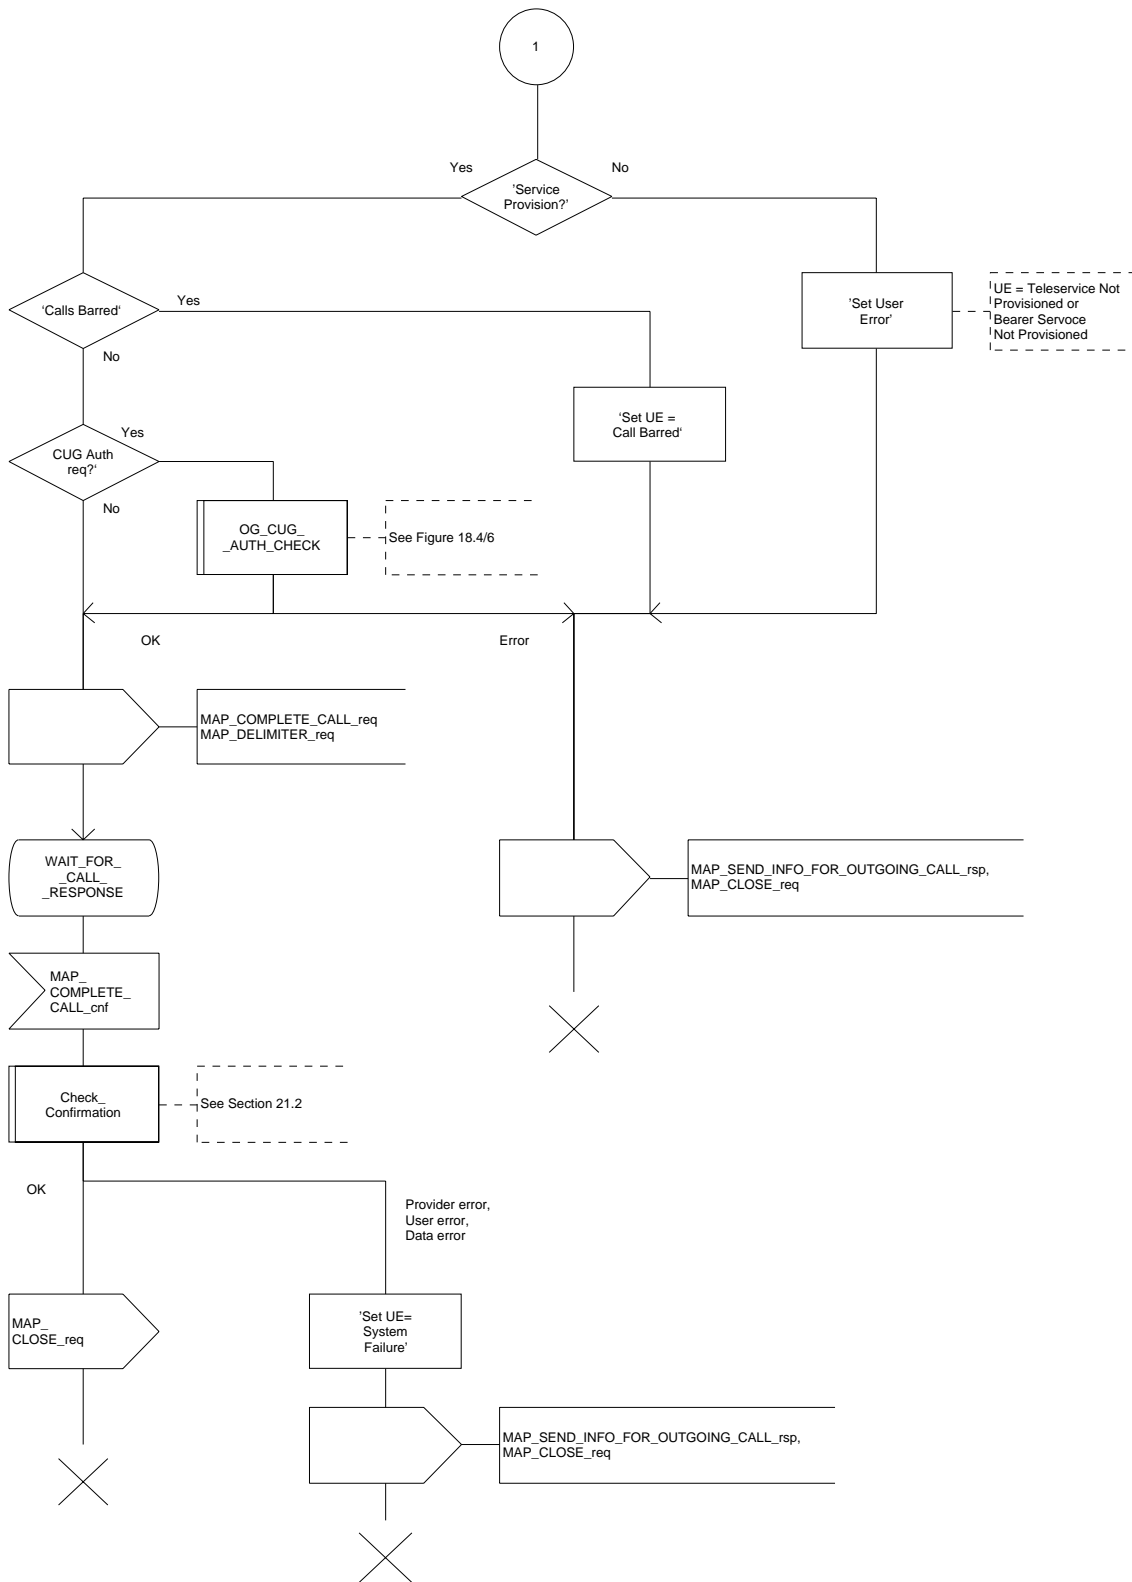 1
Yes
No
'Service
Provision?'
'Calls Barred'
Yes
No
'Set User
Error'
UE = Teleservice Not
Provisioned or
Bearer Servoce
Not Provisioned
'Set UE =
Call Barred'
Yes
CUG Auth
req?'
No
OG_CUG_
_AUTH_CHECK
See Figure 18.4/6
OK
Error
MAP_COMPLETE_CALL_req
MAP_DELIMITER_req
WAIT_FOR_
_CALL_
_RESPONSE
MAP_SEND_INFO_FOR_OUTGOING_CALL_rsp,
MAP_CLOSE_req
MAP_
COMPLETE_
CALL_cnf
Check_
Confirmation
See Section 21.2
OK
Provider error,
User error,
Data error
MAP_
CLOSE_req
'Set UE=
System
Failure'
MAP_SEND_INFO_FOR_OUTGOING_CALL_rsp,
MAP_CLOSE_req